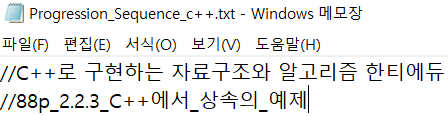 Progression_Sequence_c++.txt - Windows 메모장
파일(F) 편집(E) 서식(O) 보기(V) 도움말(H)
//C++로 구현하는 자료구조와 알고리즘 한티에듀
//88p_2.2.3_C++에서_상속의_예제